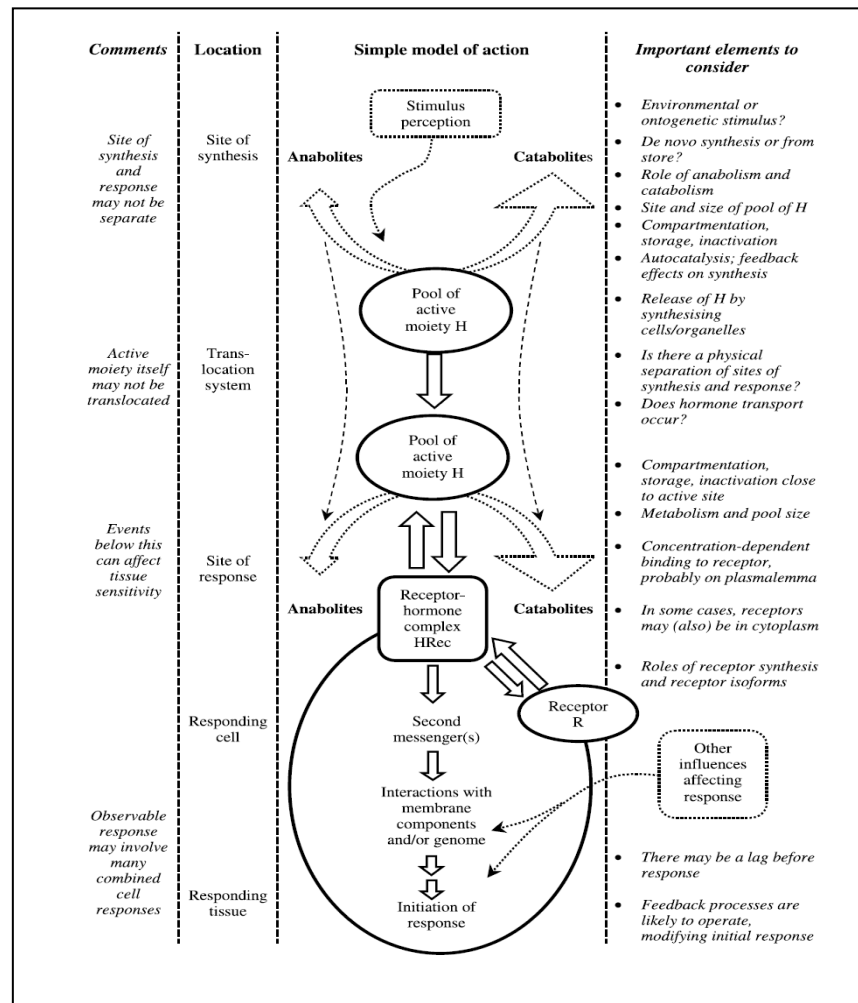 Comments
Location
Simple model of action
Important elements to
consider
Site of
synthesis
and
response
may not be
separate
Active
moiety itself
may not be
translocated
Events
below this
can affect
tissue
sensitivity
Observable
response
may involve
many
combined
cell
responses
Site of
synthesis
Trans-
location
system
Site of
response
Responding
cell
Responding
tissue
Stimulus
perception
Anabolites
Catabolites
Pool of
active
moiety H
Pool of
active
moiety H
Anabolites
Catabolites
Receptor-
hormone
complex
HRec
Receptor
R
Second
messenger(s)
Interactions with
membrane
components
and/or genome
Initiation of
response
Other
influences
affecting
response
• Environmental or
ontogenetic stimulus?
• De novo synthesis or from
store?
• Role of anabolism and
catabolism
• Site and size of pool of H
• Compartmentation,
storage, inactivation
• Autocatalysis; feedback
effects on synthesis
• Release of H by
synthesising
cells/organelles
• Is there a physical
separation of sites of
synthesis and response?
• Does hormone transport
occur?
• Compartmentation,
storage, inactivation close
to active site
• Metabolism and pool size
• Concentration-dependent
binding to receptor,
probably on plasmalemma
• In some cases, receptors
may (also) be in cytoplasm
• Roles of receptor synthesis
and receptor isoforms
• There may be a lag before
response
• Feedback processes are
likely to operate,
modifying initial response